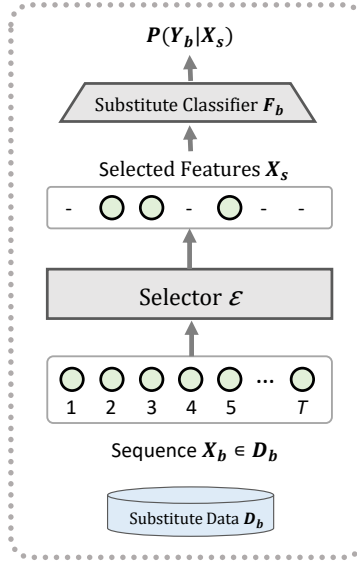 P(Y_b|X_s)
Substitute Classifier F_b
Selected Features X_s
- - - -
Selector ℰ
...
1 2 3 4 5 T
Sequence X_b ∈ D_b
Substitute Data D_b